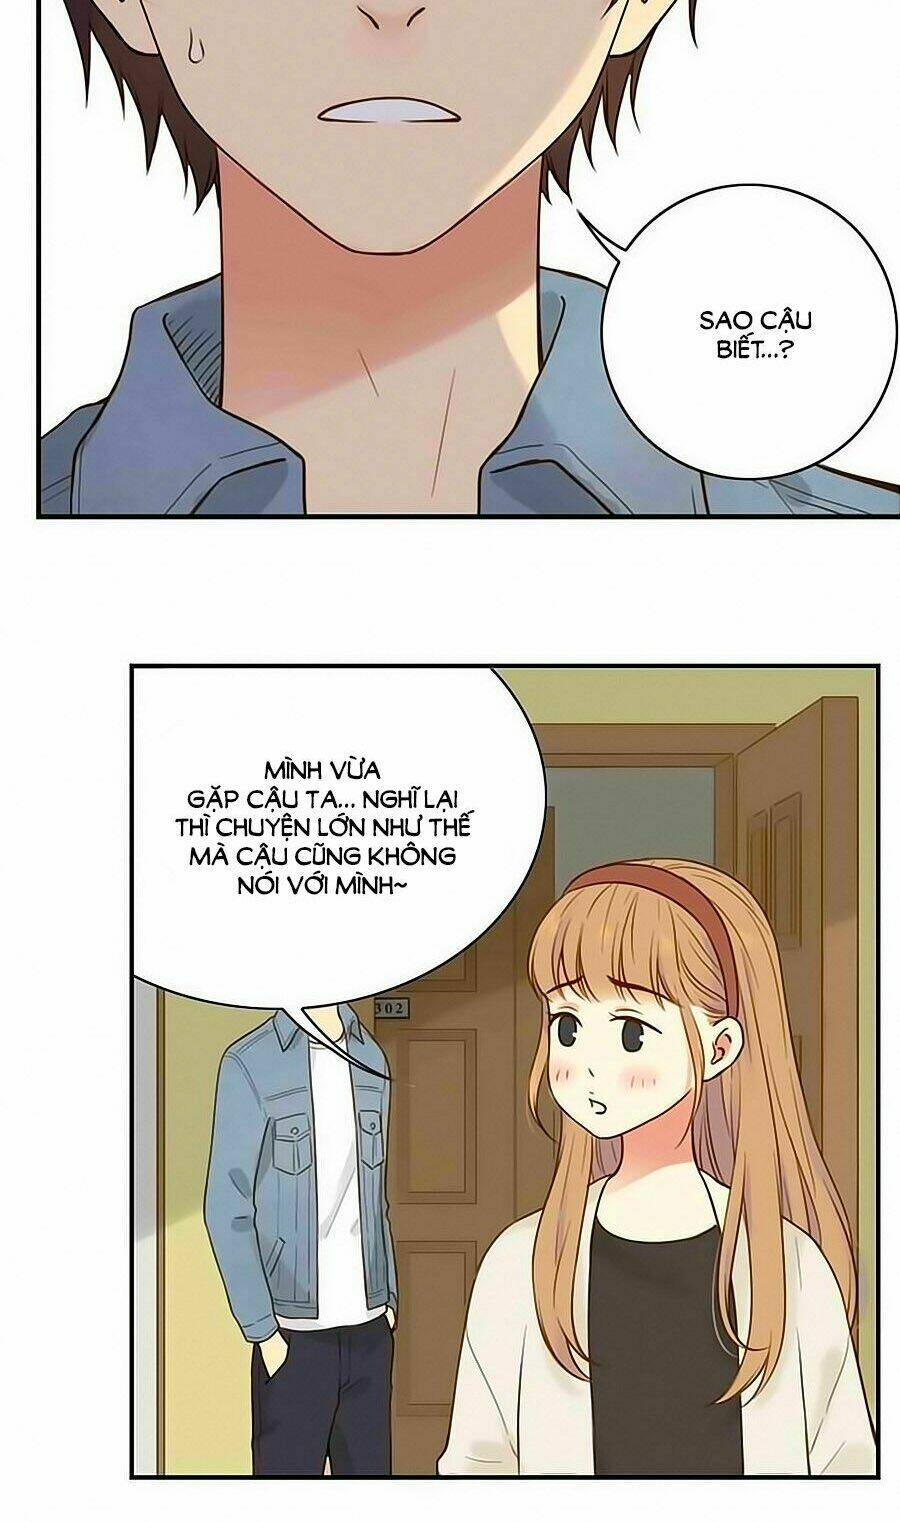 SAO CẬU
BIẾT...?
MÌNH VỪA
GẶP CẬU TA... NGHĨ LẠI
THÌ CHUYỆN LỚN NHƯ THẾ
MÀ CẬU CŨNG KHÔNG
NÓI VỚI MÌNH~
302